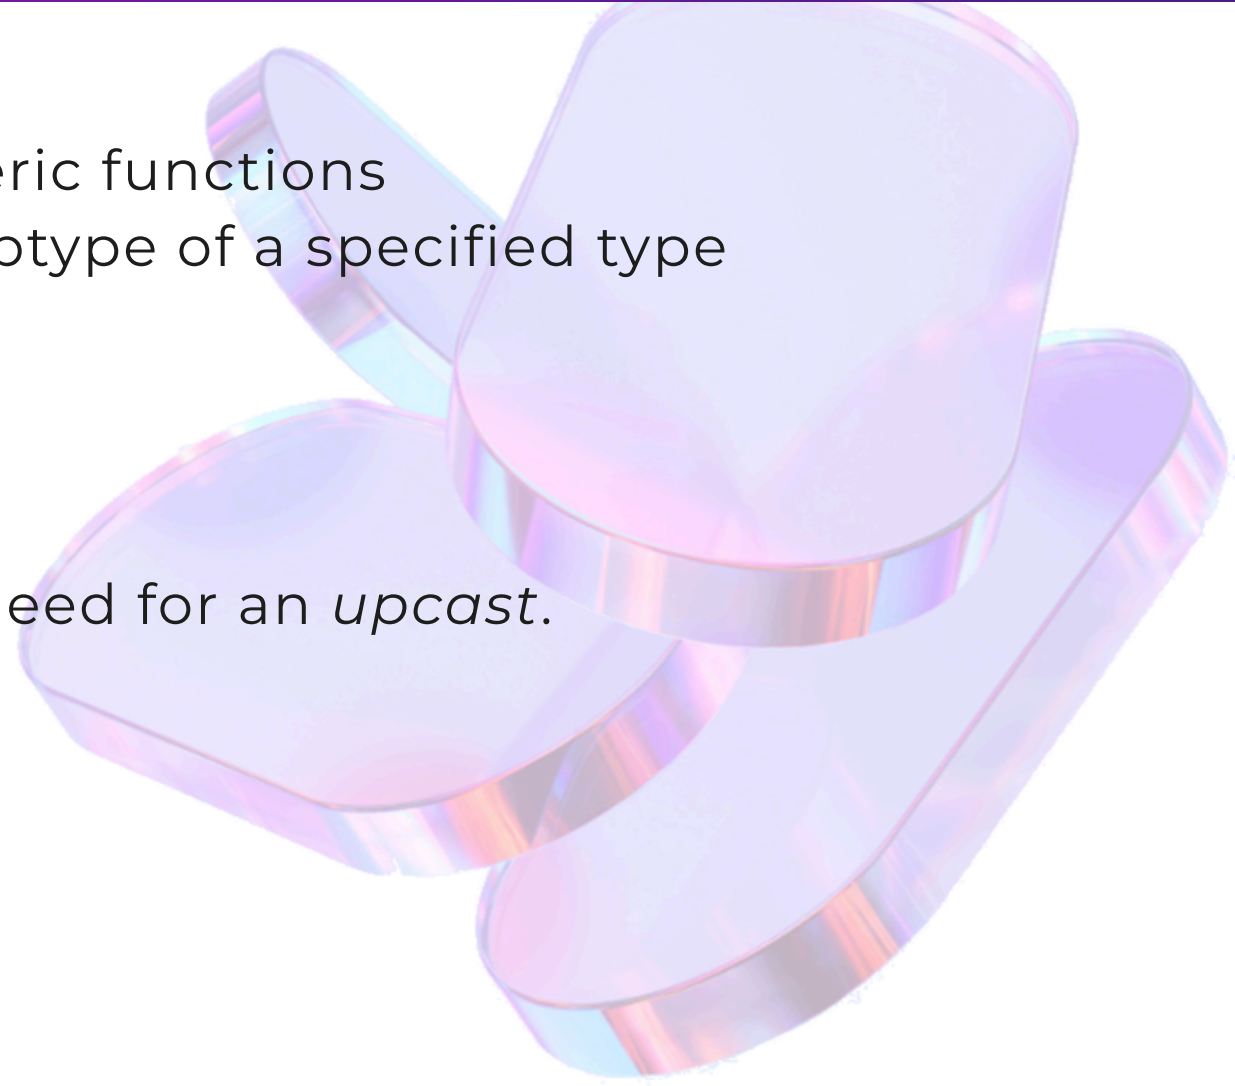 eric functions
otype of a specified type
eed for an upcast.